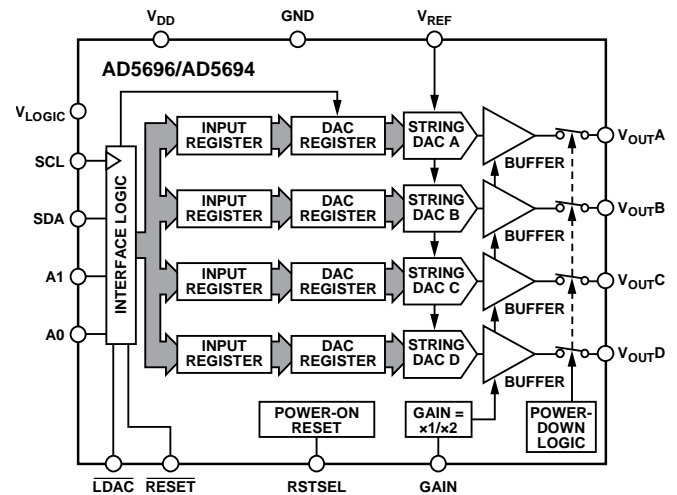 VDD
GND
VREF
AD5696/AD5694
VLOGIC
SCL
SDA
A1
A0
INTERFACE LOGIC
INPUT
REGISTER
DAC
REGISTER
STRING
DAC A
BUFFER
VOUTA
INPUT
REGISTER
DAC
REGISTER
STRING
DAC B
BUFFER
VOUTB
INPUT
REGISTER
DAC
REGISTER
STRING
DAC C
BUFFER
VOUTC
INPUT
REGISTER
DAC
REGISTER
STRING
DAC D
BUFFER
VOUTD
POWER-ON
RESET
GAIN =
×1/×2
POWER-
DOWN
LOGIC
LDAC
RESET
RSTSEL
GAIN